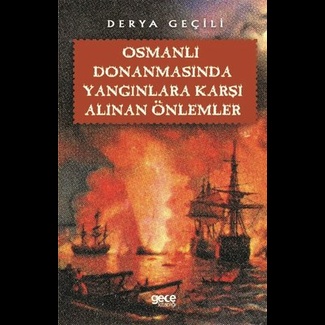 DERYA GEÇİLİ
OSMANLI
DONANMASINDA
YANGINLARA KARŞI
ALINAN ÖNLEMLER
gece